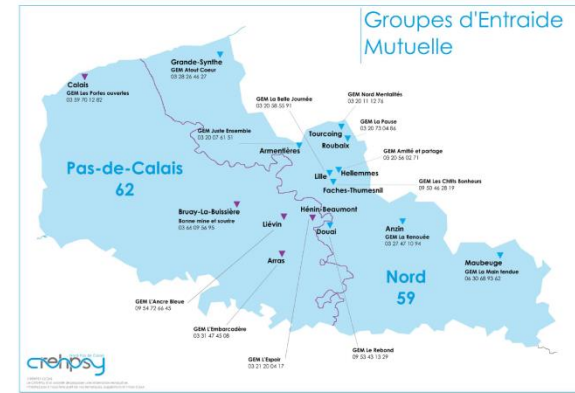 Groupes d'Entraide
Mutuelle
Grande-Synthe
GEM Atout Coeur
03 28 26 46 27
Calais
GEM Les Portes ouvertes
03 59 70 12 82
GEM La Belle Journée
03 20 58 55 91
GEM Nord Mentalités
03 20 11 12 76
GEM La Pause
03 20 73 04 86
GEM Juste Ensemble
03 20 07 61 51
Tourcoing
Roubaix
Armentières
GEM Amitié et partage
03 20 56 02 71
Lille
Hellemmes
Faches-Thumesnil
GEM Les Chtits Bonheurs
09 50 46 28 19
Pas-de-Calais
62
Bruay-La-Buissière
Bonne mine et sourire
03 66 09 56 95
Liévin
Hénin-Beaumont
Douai
Arras
Anzin
GEM La Renouée
03 27 47 10 94
Maubeuge
GEM La Main tendue
06 30 68 93 62
Nord
59
GEM L'Ancre Bleue
09 54 72 66 45
GEM L'Embarcadère
03 31 47 45 08
GEM L'Espoir
03 21 20 04 17
GEM Le Rebond
09 53 43 13 29
crehpsy